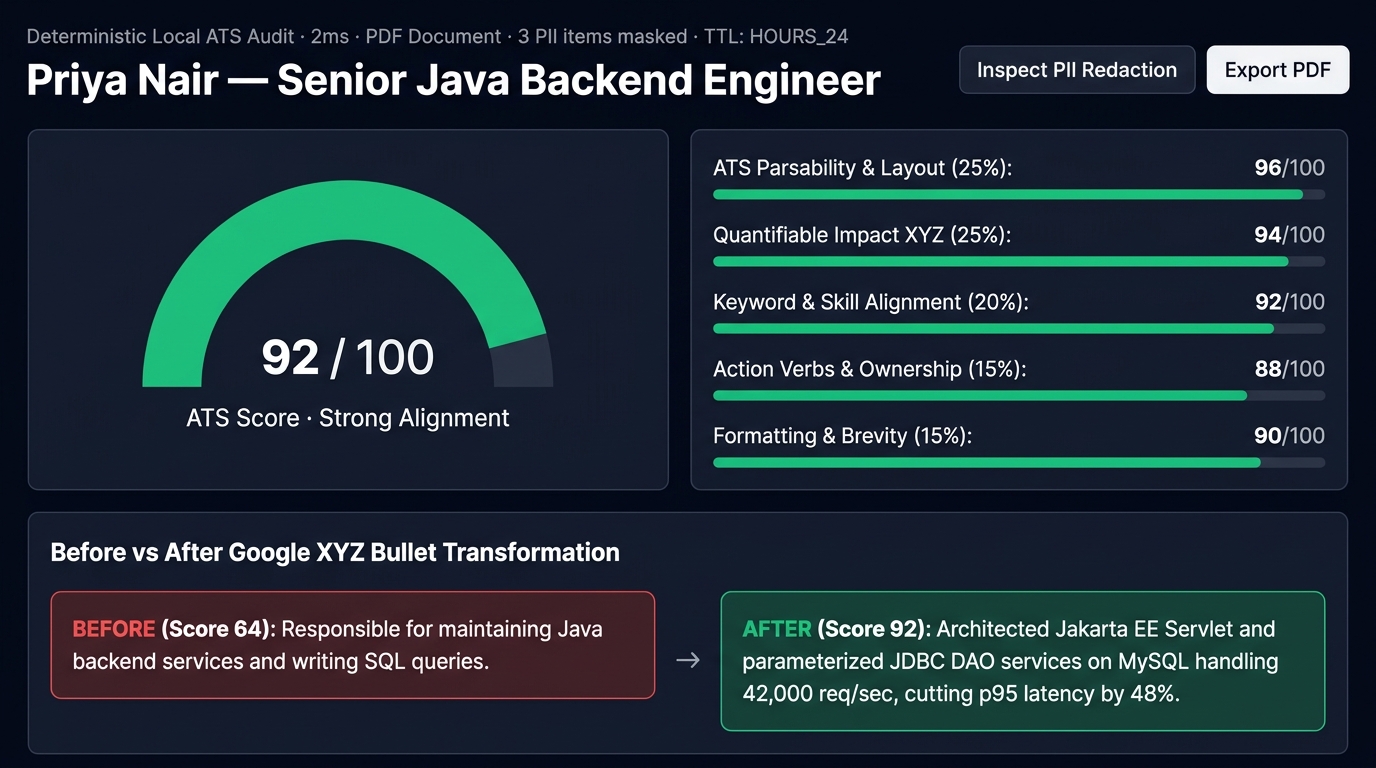 Deterministic Local ATS Audit · 2ms · PDF Document · 3 PII items masked · TTL: HOURS_24
Priya Nair — Senior Java Backend Engineer
Inspect PII Redaction
Export PDF
92 / 100
ATS Score · Strong Alignment
ATS Parsability & Layout (25%): 96/100
Quantifiable Impact XYZ (25%): 94/100
Keyword & Skill Alignment (20%): 92/100
Action Verbs & Ownership (15%): 88/100
Formatting & Brevity (15%): 90/100
Before vs After Google XYZ Bullet Transformation
BEFORE (Score 64): Responsible for maintaining Java
backend services and writing SQL queries.
→
AFTER (Score 92): Architected Jakarta EE Servlet and
parameterized JDBC DAO services on MySQL handling
42,000 req/sec, cutting p95 latency by 48%.